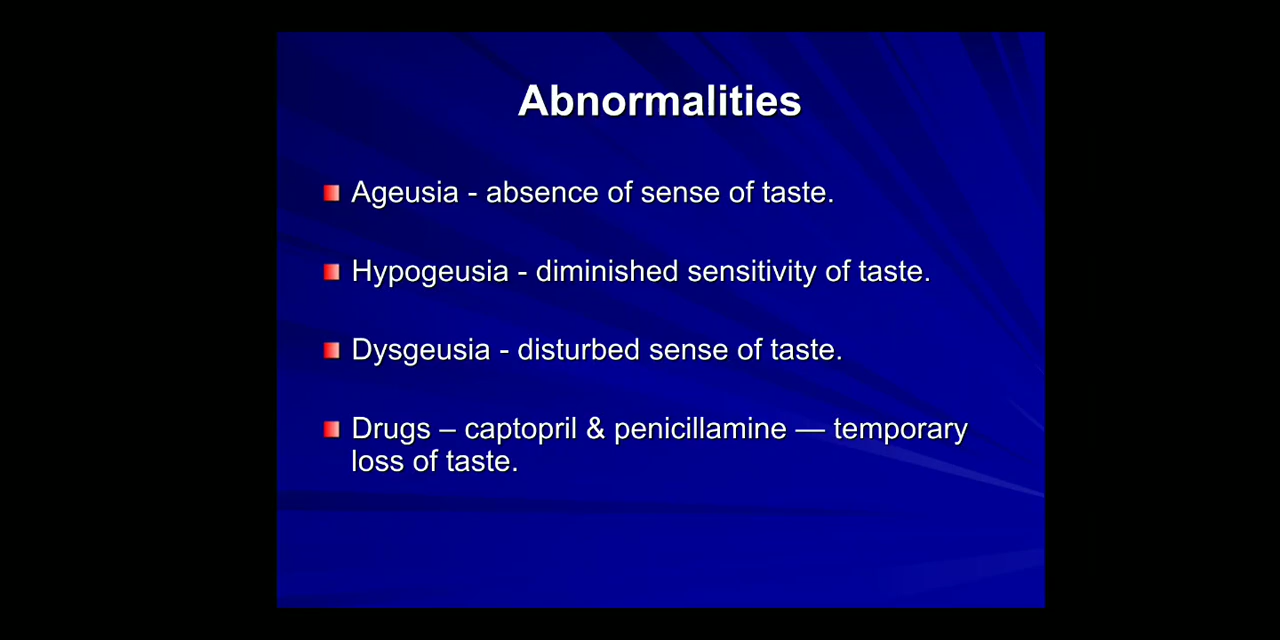 Abnormalities
Ageusia - absence of sense of taste.
Hypogeusia - diminished sensitivity of taste.
Dysgeusia - disturbed sense of taste.
Drugs – captopril & penicillamine — temporary
loss of taste.